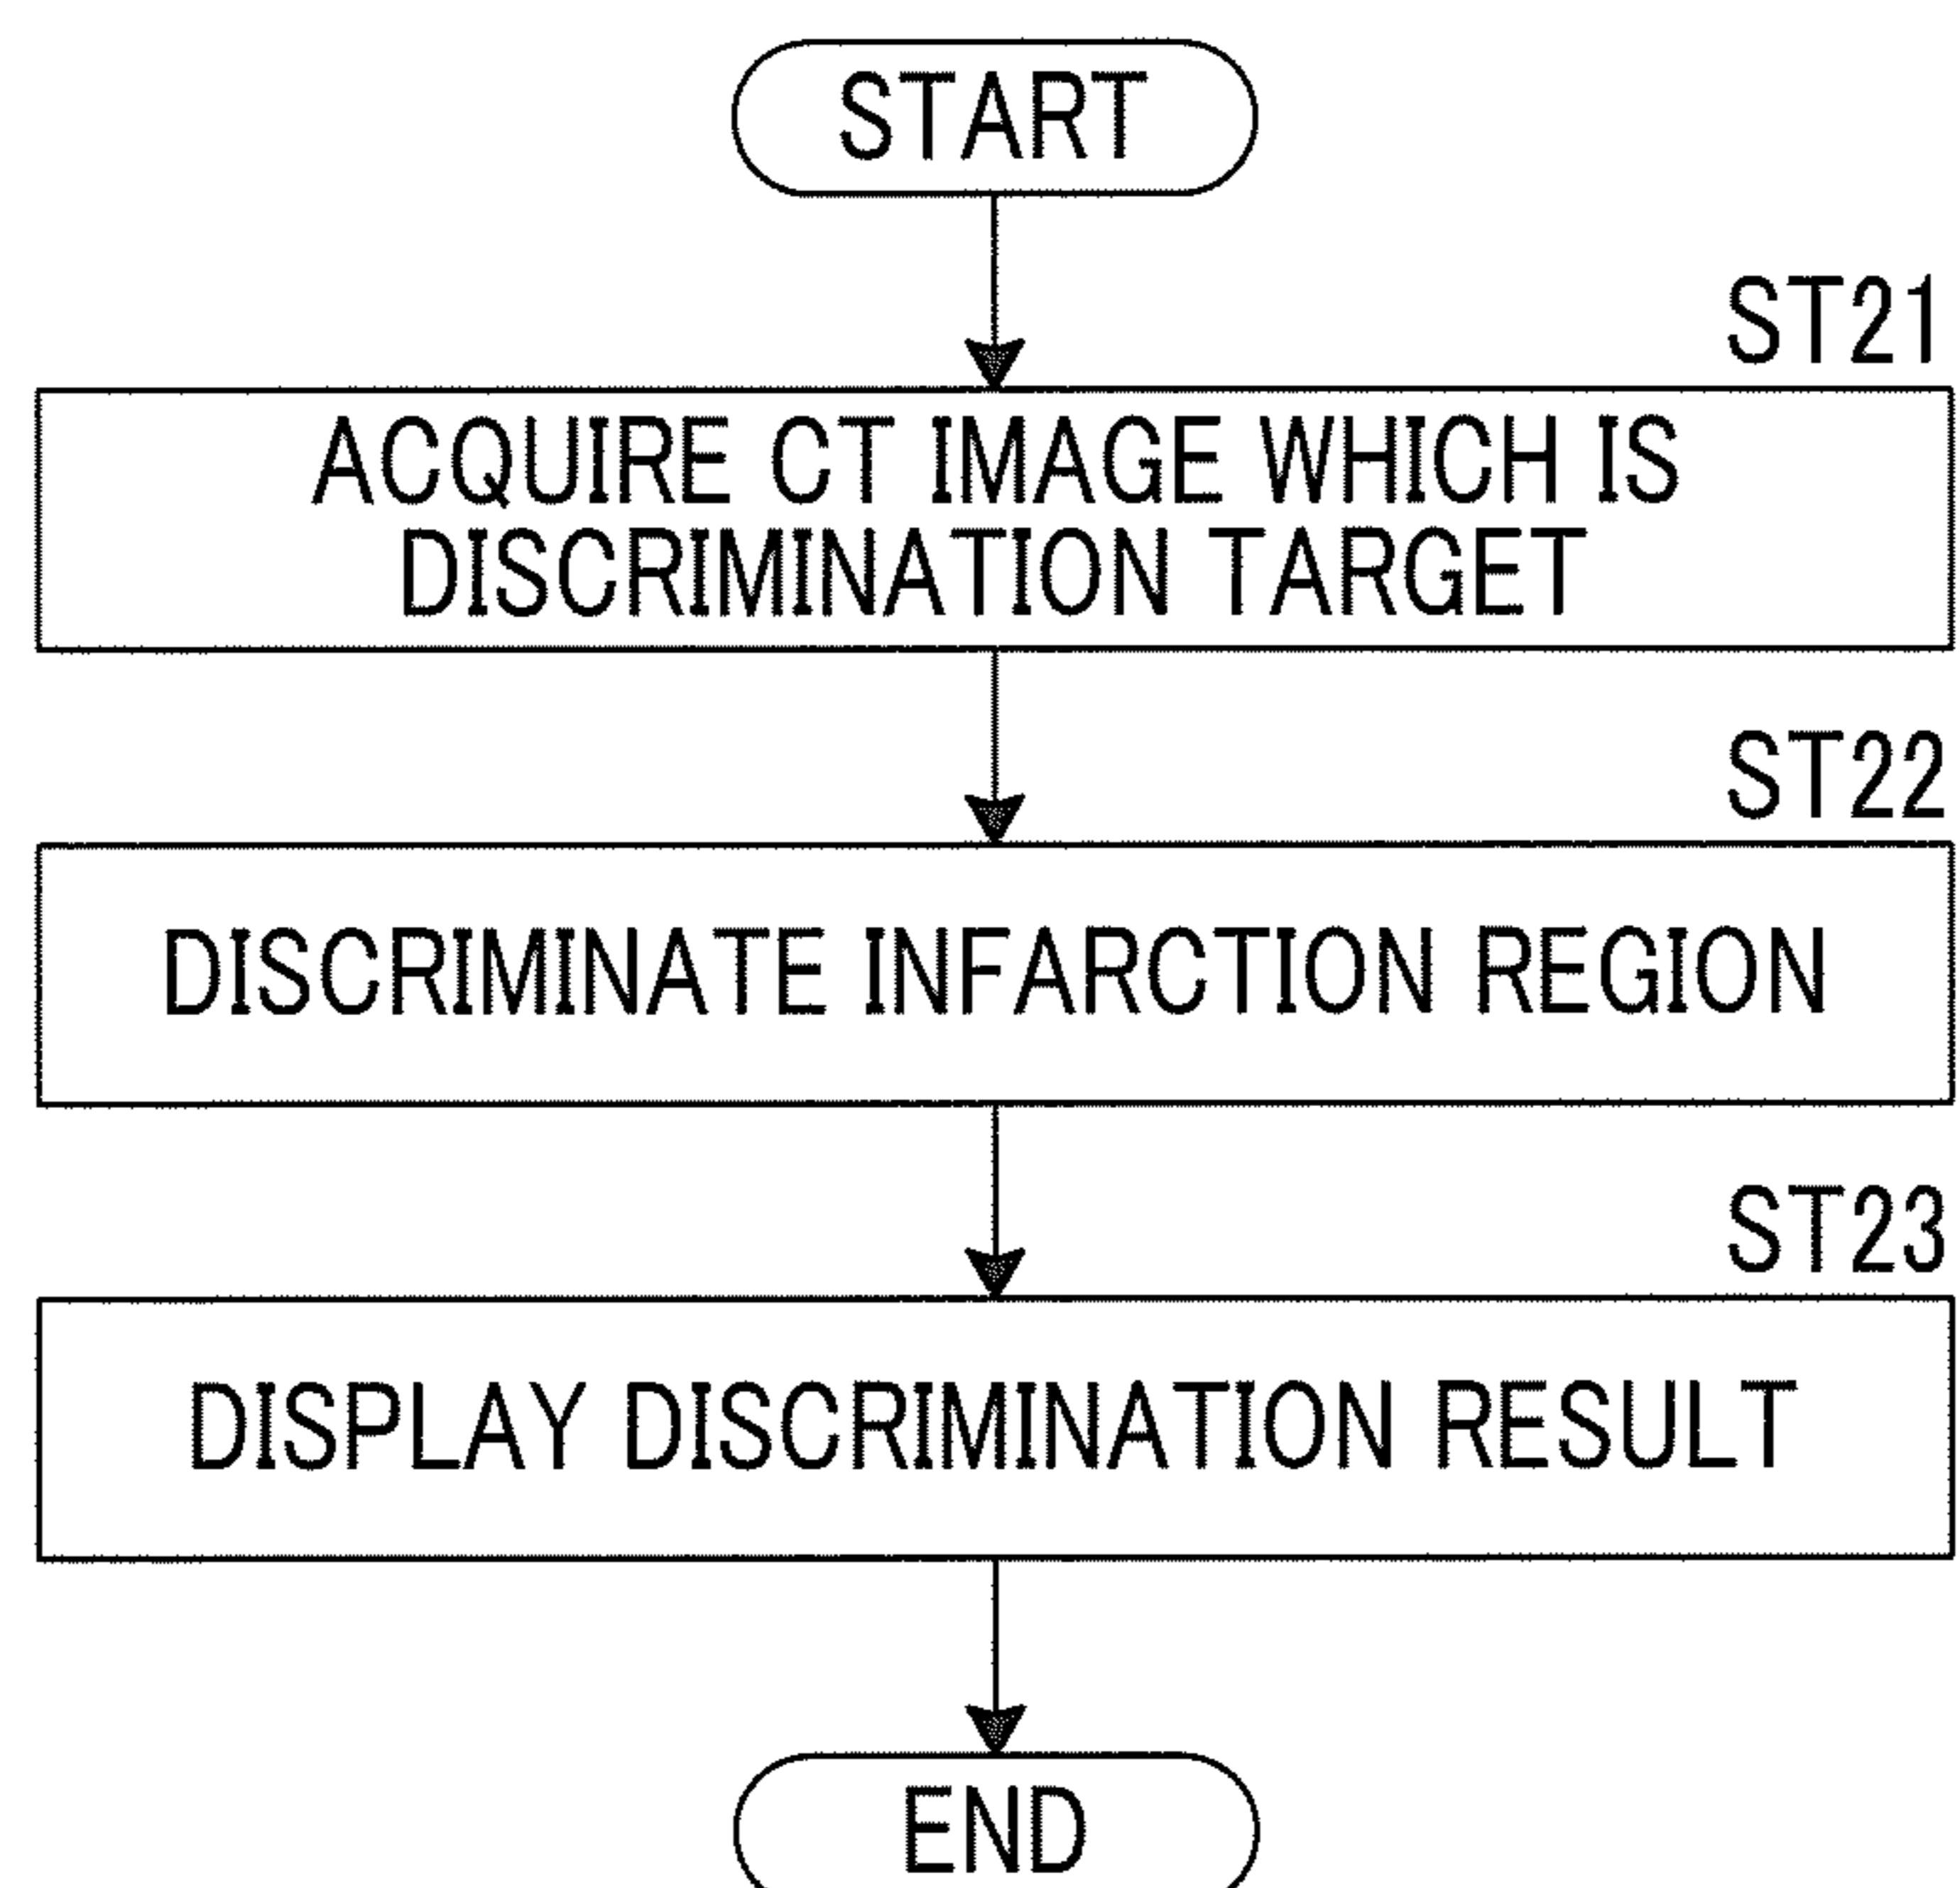 START
ST21
ACQUIRE CT IMAGE WHICH IS
DISCRIMINATION TARGET
ST22
DISCRIMINATE INFARCTION REGION
ST23
DISPLAY DISCRIMINATION RESULT
END